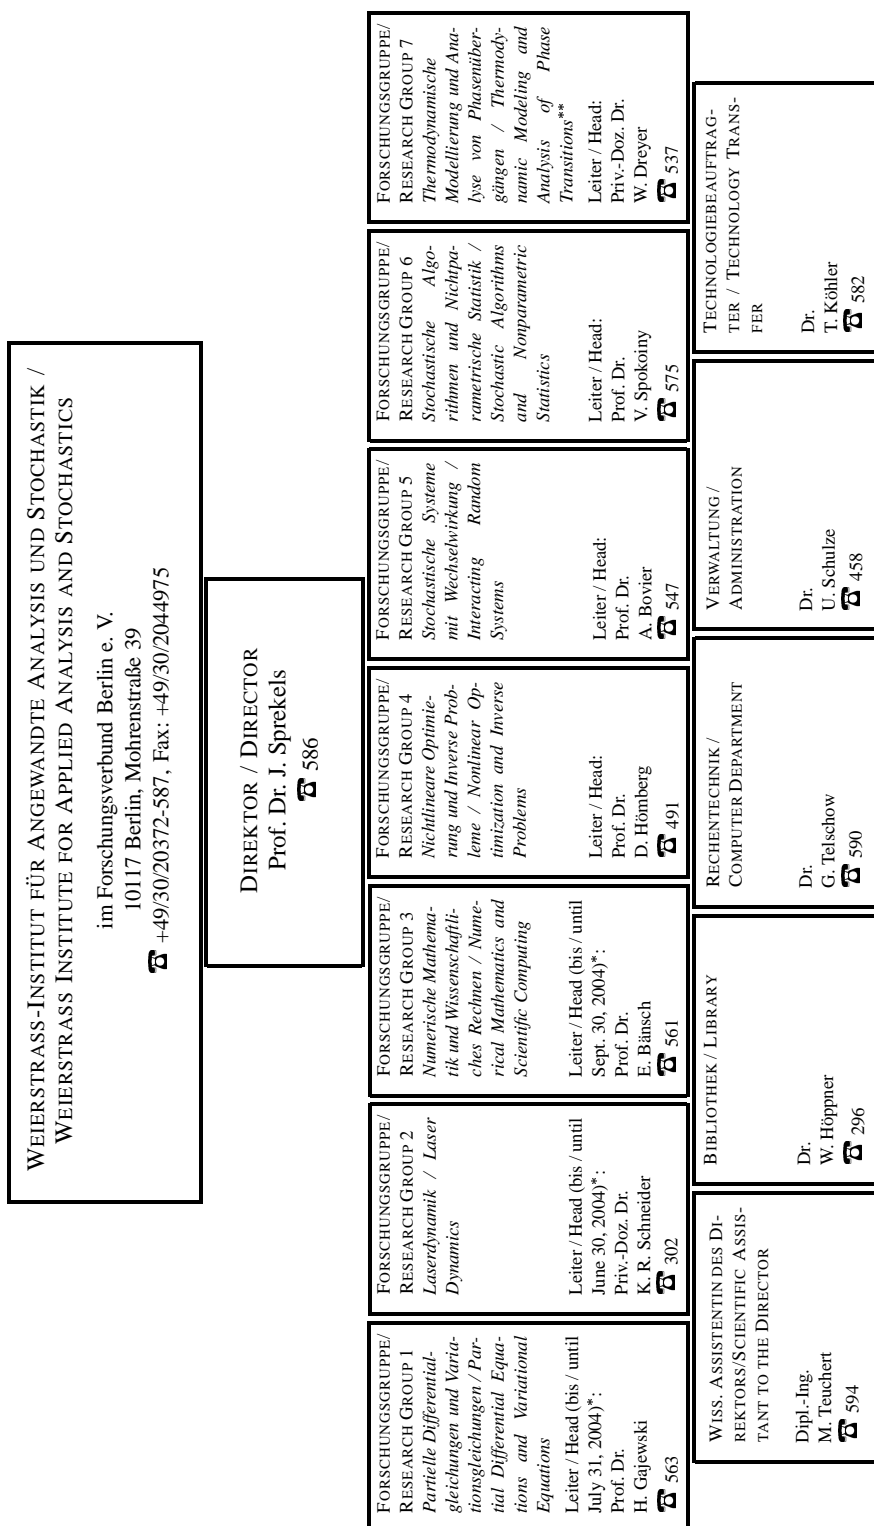 WEIERSTRASS-INSTITUT FÜR ANGEWANDTE ANALYSIS UND STOCHASTIK /
WEIERSTRASS INSTITUTE FOR APPLIED ANALYSIS AND STOCHASTICS
im Forschungsverbund Berlin e. V.
10117 Berlin, Mohrenstraße 39
☎ +49/30/20372-587, Fax: +49/30/2044975
DIREKTOR / DIRECTOR
Prof. Dr. J. Sprekels
☎ 586
FORSCHUNGSGRUPPE/
RESEARCH GROUP 1
Partielle Differential-
gleichungen und Varia-
tionsgleichungen / Par-
tial Differential Equa-
tions and Variational
Equations
Leiter / Head (bis / until
July 31, 2004)*:
Prof. Dr.
H. Gajewski
☎ 563
FORSCHUNGSGRUPPE/
RESEARCH GROUP 2
Laserdynamik / Laser
Dynamics
Leiter / Head (bis / until
June 30, 2004)*:
Priv.-Doz. Dr.
K. R. Schneider
☎ 302
FORSCHUNGSGRUPPE/
RESEARCH GROUP 3
Numerische Mathema-
tik und Wissenschaftli-
ches Rechnen / Nume-
rical Mathematics and
Scientific Computing
Leiter / Head (bis / until
Sept. 30, 2004)*:
Prof. Dr.
E. Bänsch
☎ 561
FORSCHUNGSGRUPPE/
RESEARCH GROUP 4
Nichtlineare Optimie-
rung und Inverse Prob-
leme / Nonlinear Op-
timization and Inverse
Problems
Leiter / Head:
Prof. Dr.
D. Hömberg
☎ 491
FORSCHUNGSGRUPPE/
RESEARCH GROUP 5
Stochastische Systeme
mit Wechselwirkung /
Interacting Random
Systems
Leiter / Head:
Prof. Dr.
A. Bovier
☎ 547
FORSCHUNGSGRUPPE/
RESEARCH GROUP 6
Stochastische Algo-
rithmen und Nichtpa-
rametrische Statistik /
Stochastic Algorithms
and Nonparametric
Statistics
Leiter / Head:
Prof. Dr.
V. Spokoiny
☎ 575
FORSCHUNGSGRUPPE/
RESEARCH GROUP 7
Thermodynamische
Modellierung und Ana-
lyse von Phasenüber-
gängen / Thermody-
namic Modeling and
Analysis of Phase
Transitions**
Leiter / Head:
Priv.-Doz. Dr.
W. Dreyer
☎ 537
WISS. ASSISTENTIN DES DI-
REKTORS/SCIENTIFIC ASSIS-
TANT TO THE DIRECTOR
Dipl.-Ing.
M. Teuchert
☎ 594
BIBLIOTHEK / LIBRARY
Dr.
W. Höppner
☎ 296
RECHENTECHNIK /
COMPUTER DEPARTMENT
Dr.
G. Telschow
☎ 590
VERWALTUNG /
ADMINISTRATION
Dr.
U. Schulze
☎ 458
TECHNOLOGIEBEAUFTRAG-
TER / TECHNOLOGY TRANS-
FER
Dr.
T. Köhler
☎ 582